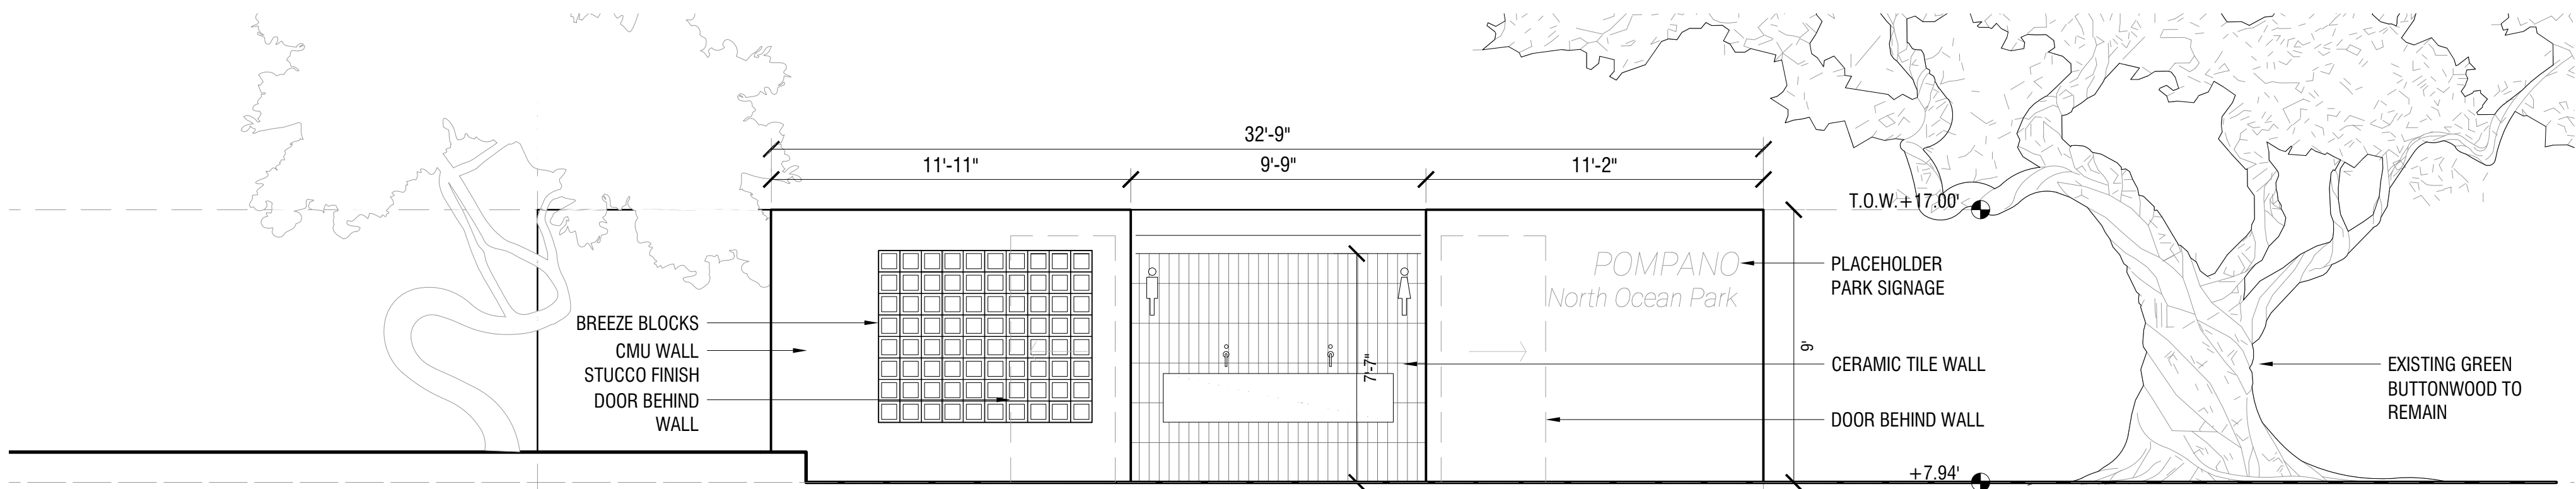 32'-9"
11'-11"
9'-9"
11'-2"
T.O.W.+17.00'
POMPANO
North Ocean Park
PLACEHOLDER
PARK SIGNAGE
BREEZE BLOCKS
CMU WALL
STUCCO FINISH
DOOR BEHIND
WALL
7'-7"
9'
CERAMIC TILE WALL
DOOR BEHIND WALL
EXISTING GREEN
BUTTONWOOD TO
REMAIN
+7.94'